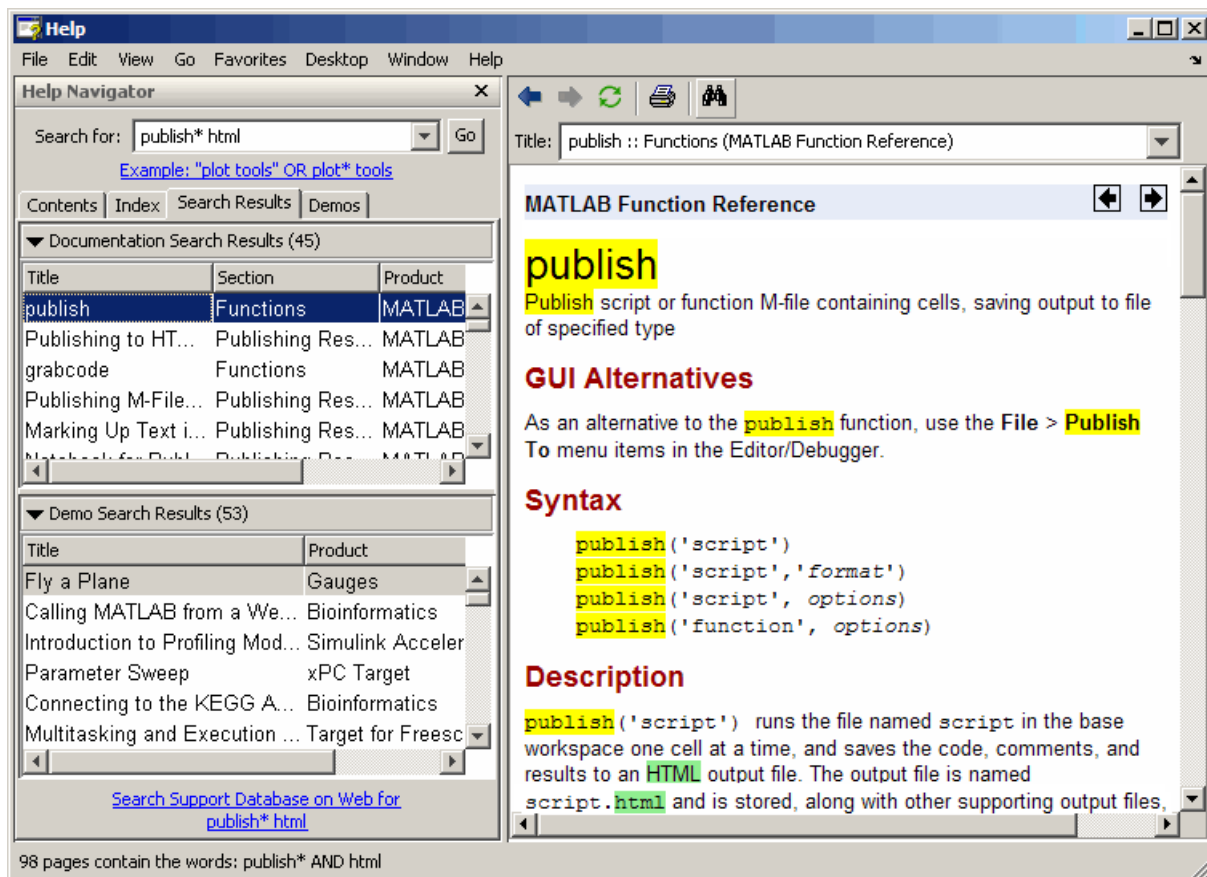 Help
File Edit View Go Favorites Desktop Window Help
Help Navigator
Search for: publish* html Go
Example: "plot tools" OR plot* tools
Contents Index Search Results Demos
Documentation Search Results (45)
Title Section Product
publish Functions MATLAB
Publishing to HT... Publishing Res... MATLAB
grabcode Functions MATLAB
Publishing M-File... Publishing Res... MATLAB
Marking Up Text i... Publishing Res... MATLAB
Demo Search Results (53)
Title Product
Fly a Plane Gauges
Calling MATLAB from a We... Bioinformatics
Introduction to Profiling Mod... Simulink Acceler
Parameter Sweep xPC Target
Connecting to the KEGG A... Bioinformatics
Multitasking and Execution ... Target for Freesc
Search Support Database on Web for
publish* html
Title: publish :: Functions (MATLAB Function Reference)
MATLAB Function Reference
publish
Publish script or function M-file containing cells, saving output to file
of specified type
GUI Alternatives
As an alternative to the publish function, use the File > Publish
To menu items in the Editor/Debugger.
Syntax
publish('script')
publish('script','format')
publish('script', options)
publish('function', options)
Description
publish('script') runs the file named script in the base
workspace one cell at a time, and saves the code, comments, and
results to an HTML output file. The output file is named
script.html and is stored, along with other supporting output files,
98 pages contain the words: publish* AND html